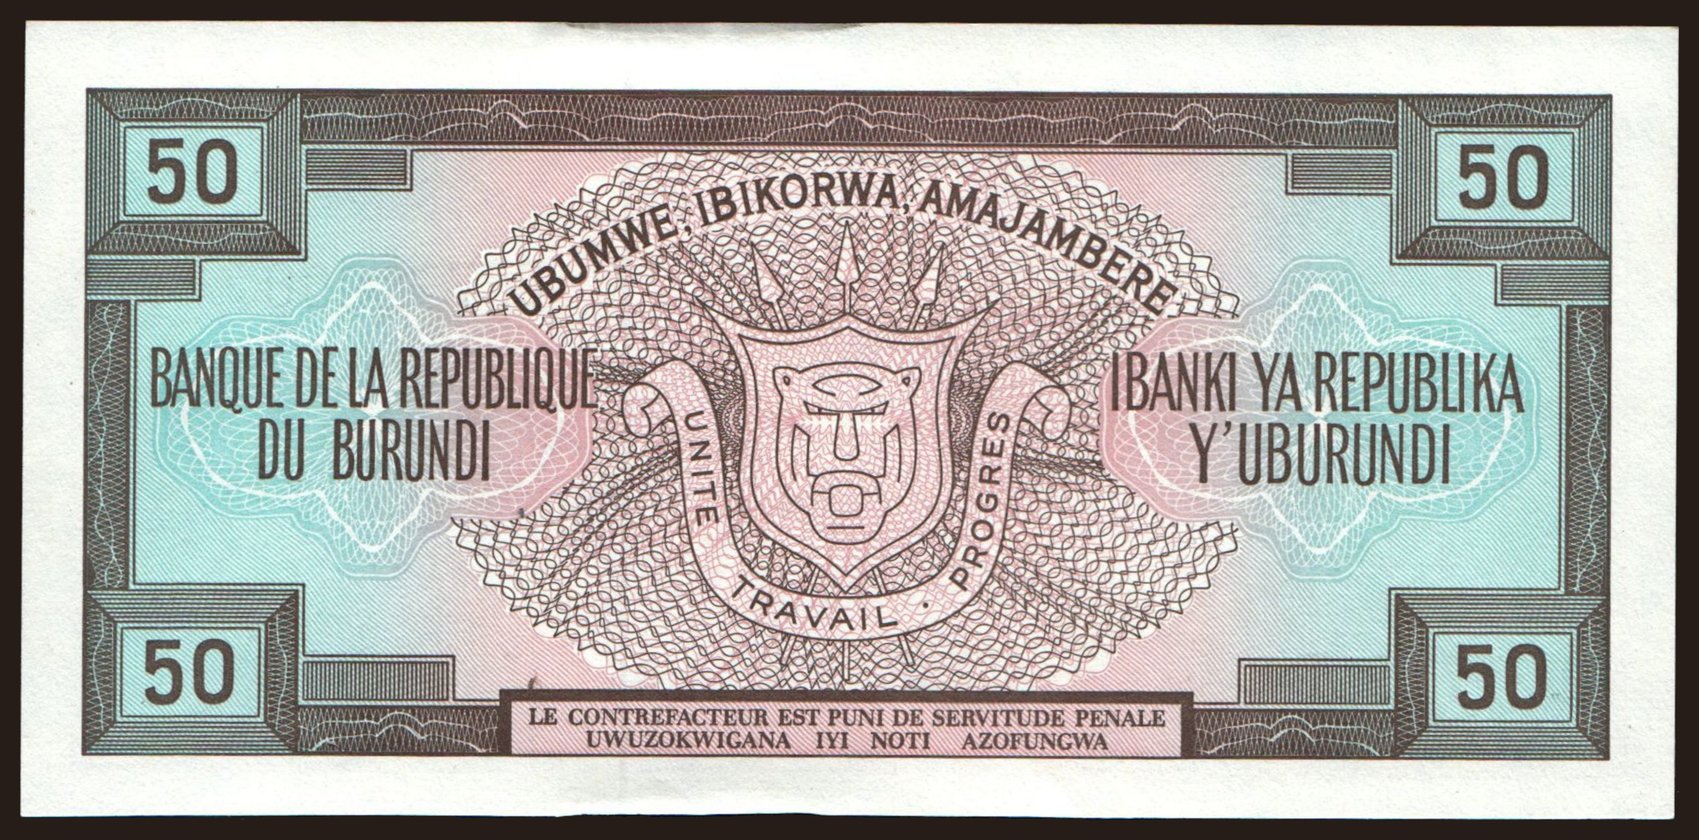 50
50
UBUMWE, IBIKORWA, AMAJAMBERE
BANQUE DE LA REPUBLIQUE
DU BURUNDI
IBANKI YA REPUBLIKA
Y'UBURUNDI
UNITE · TRAVAIL · PROGRES
50
50
LE CONTREFACTEUR EST PUNI DE SERVITUDE PENALE
UWUZOKWIGANA IYI NOTI AZOFUNGWA